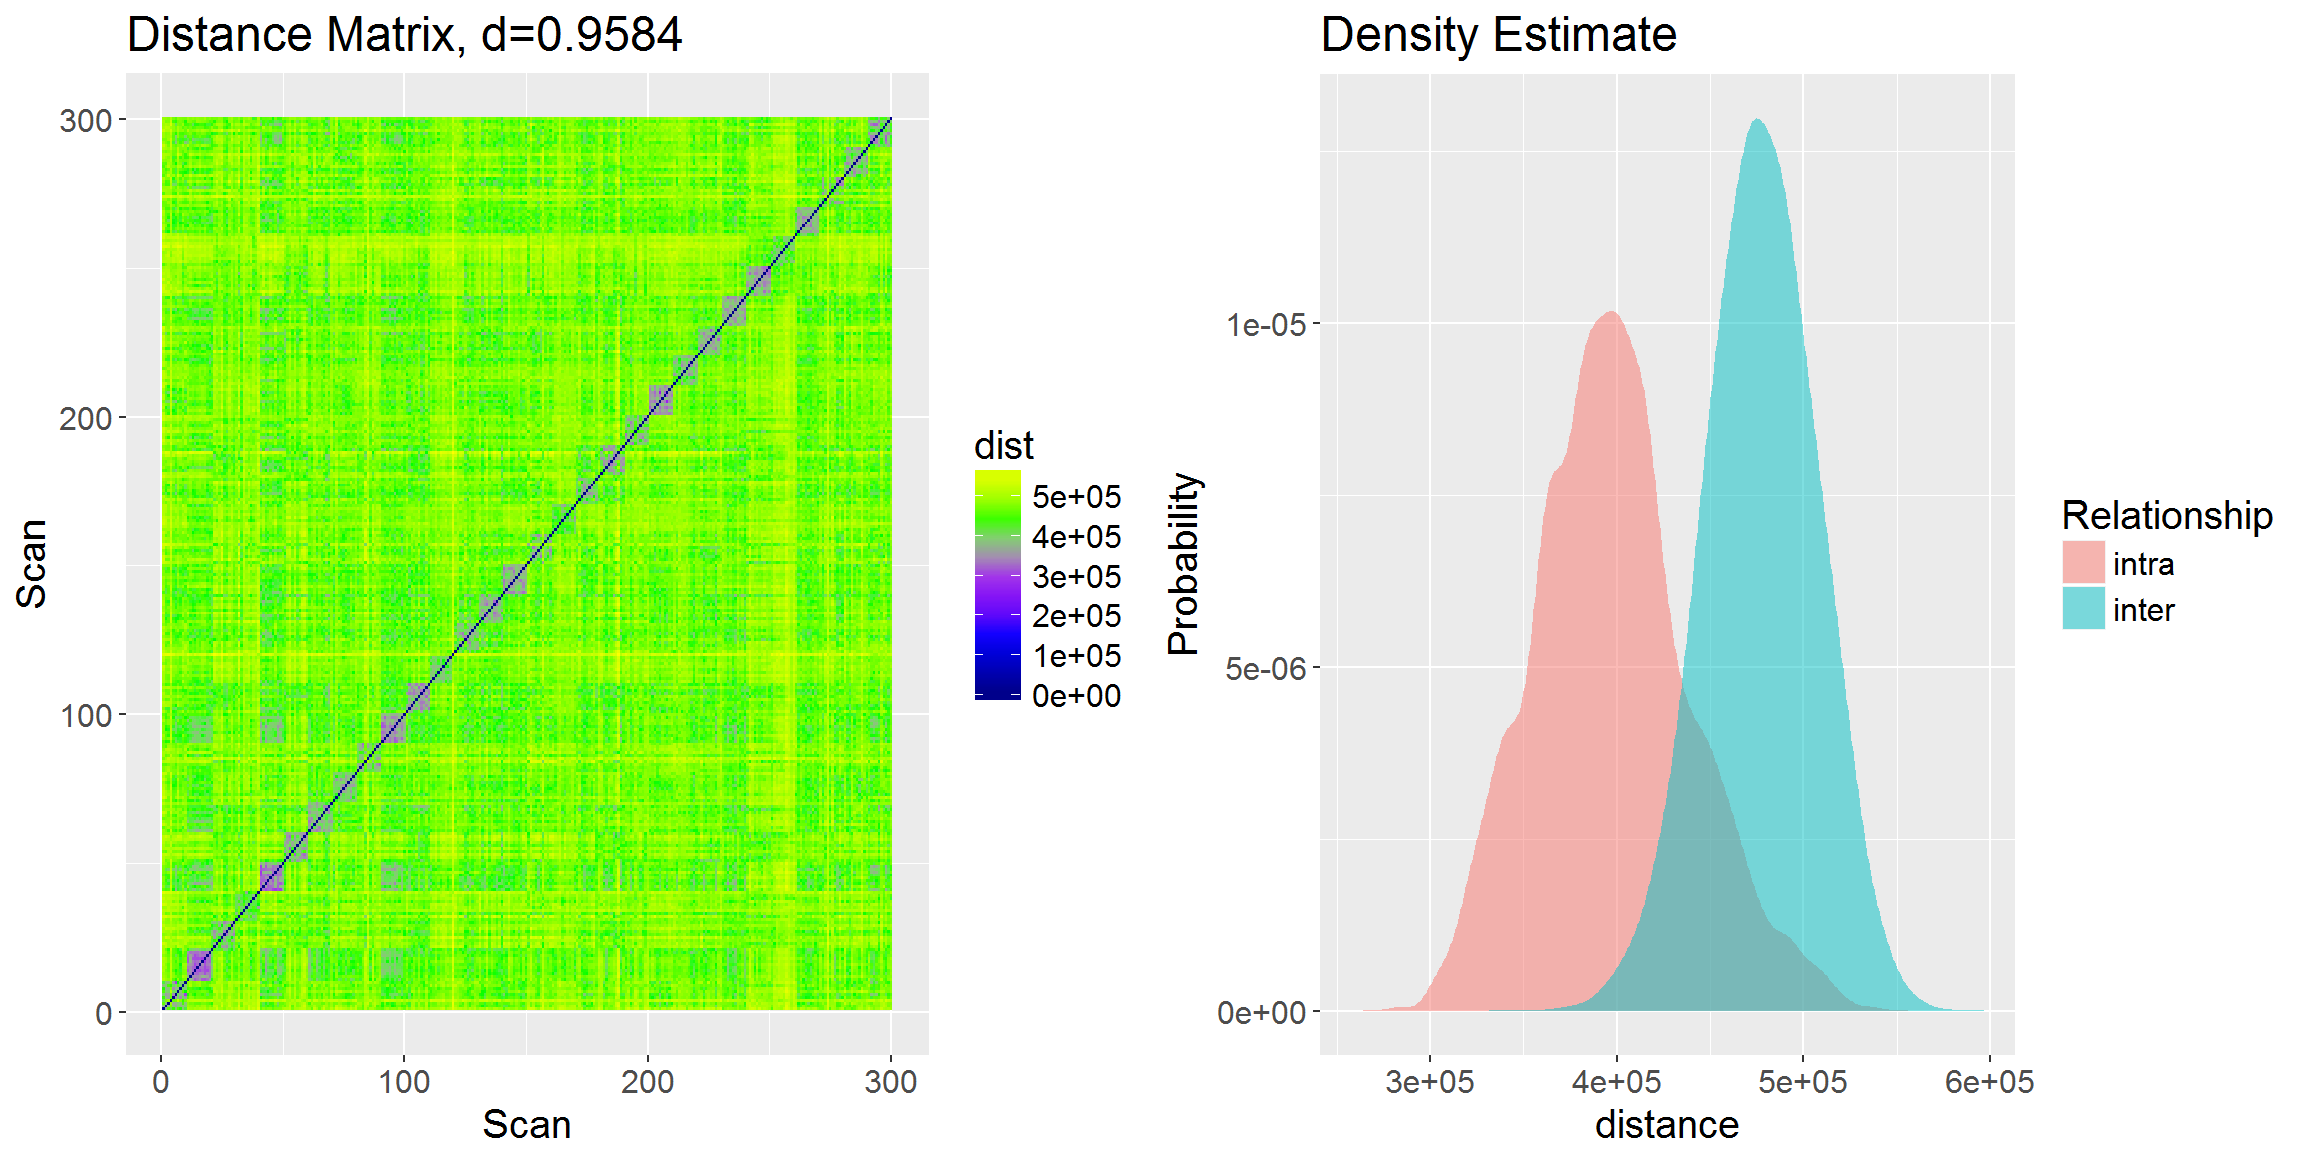 Distance Matrix, d=0.9584
300
200
100
0
Scan
0 100 200 300
Scan
dist
5e+05
4e+05
3e+05
2e+05
1e+05
0e+00
Density Estimate
Probability
1e-05
5e-06
0e+00
3e+05 4e+05 5e+05 6e+05
distance
Relationship
intra
inter